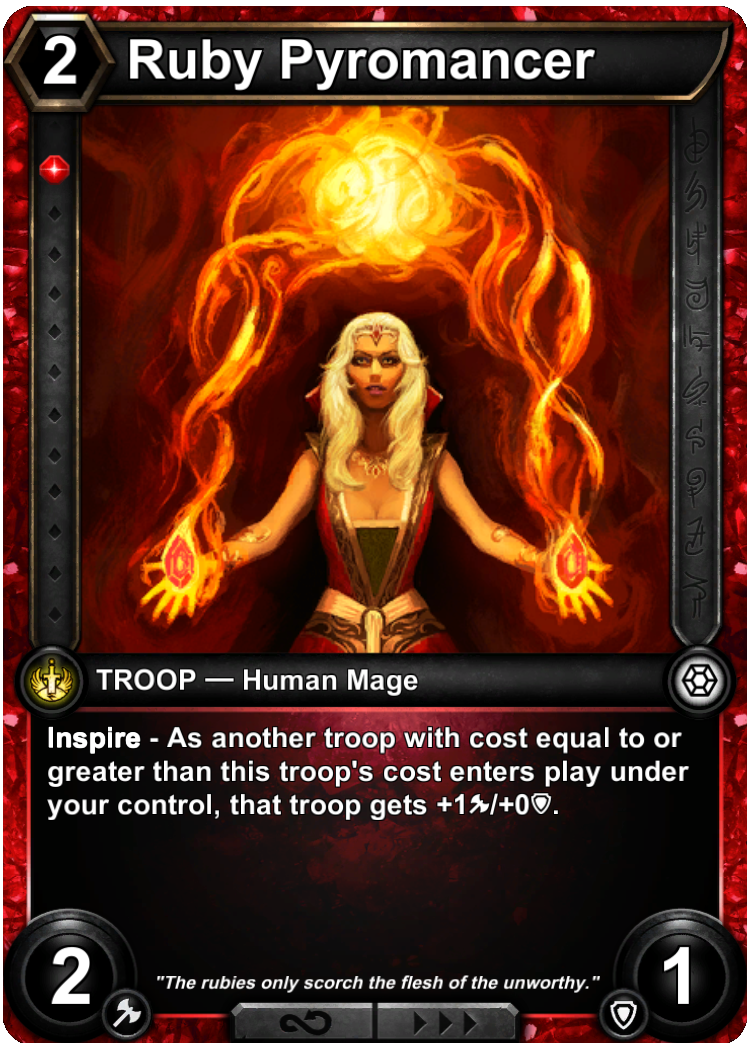 2
Ruby Pyromancer
TROOP — Human Mage
Inspire - As another troop with cost equal to or
greater than this troop's cost enters play under
your control, that troop gets +1/+0.
2
"The rubies only scorch the flesh of the unworthy."
1